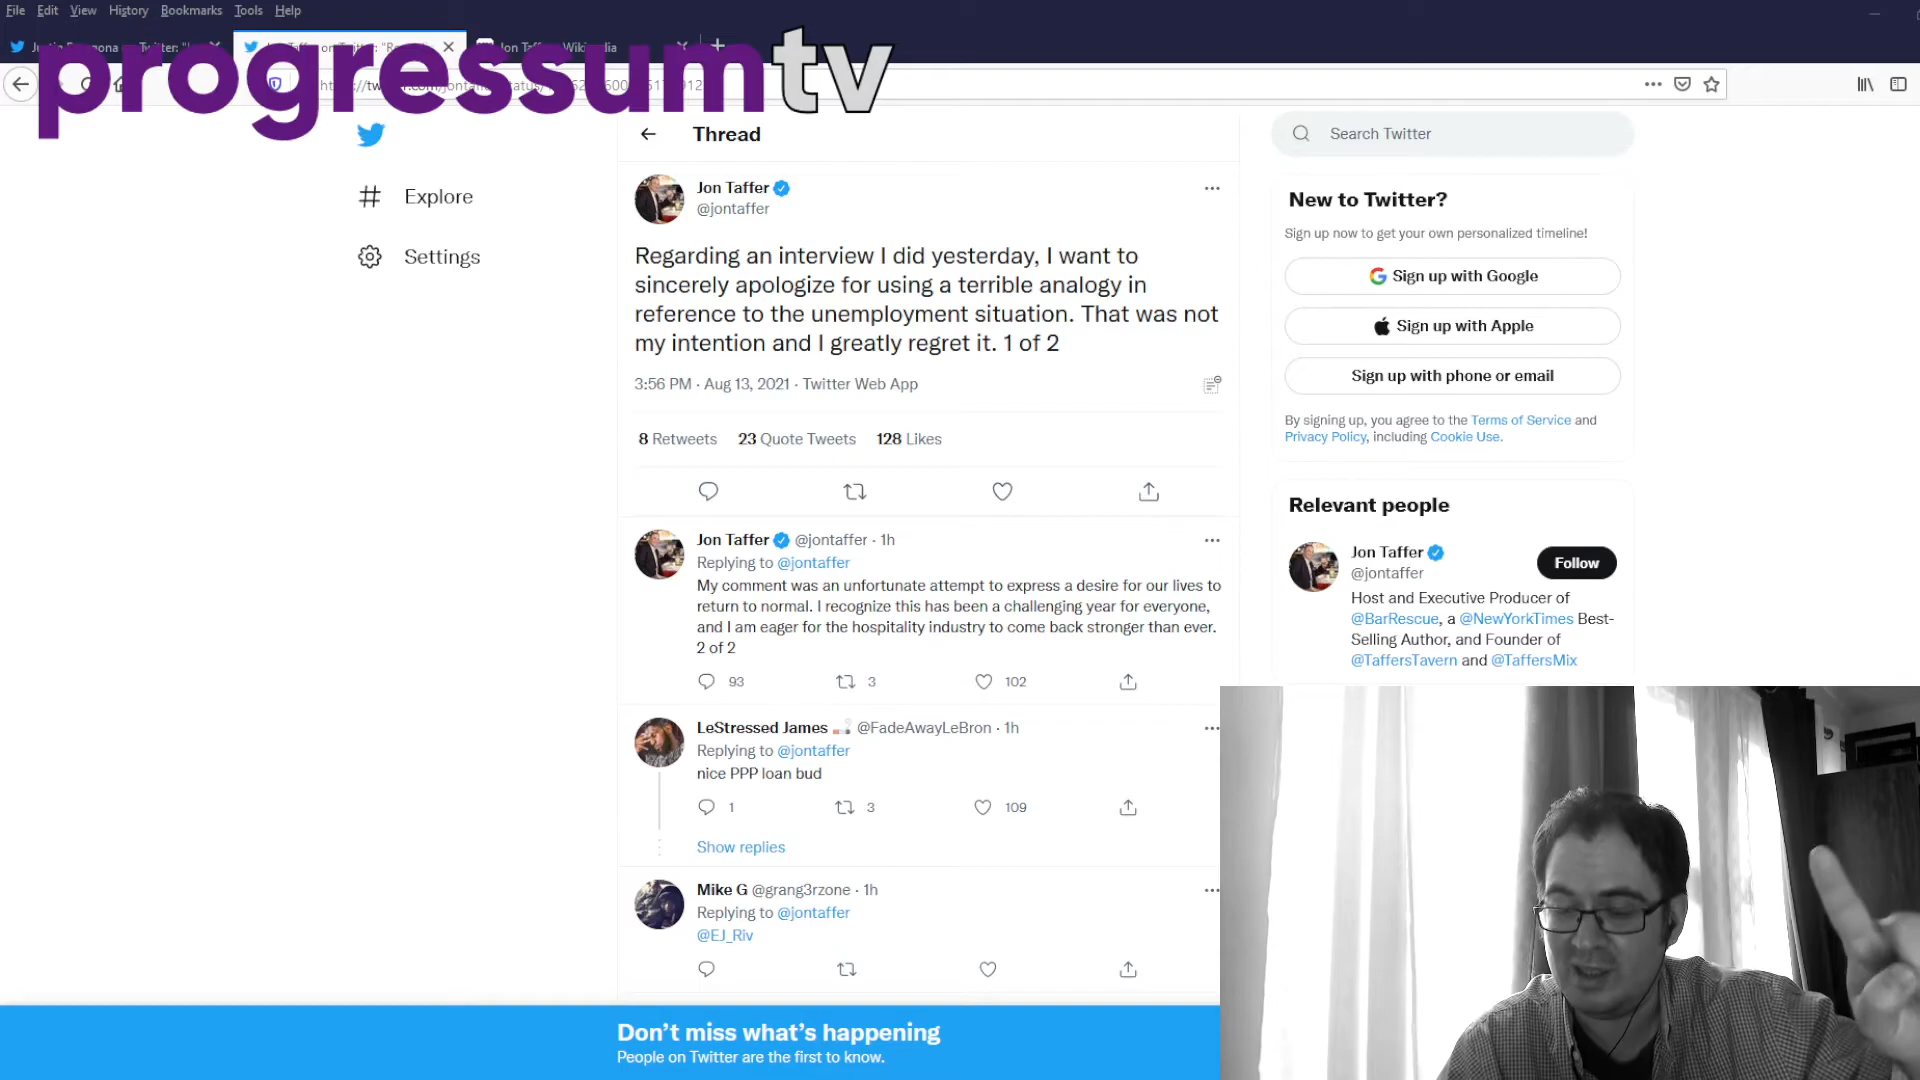 File Edit View History Bookmarks Tools Help
progressumtv
Thread
Search Twitter
Explore
Settings
Jon Taffer
@jontaffer
Regarding an interview I did yesterday, I want to
sincerely apologize for using a terrible analogy in
reference to the unemployment situation. That was not
my intention and I greatly regret it. 1 of 2
3:56 PM · Aug 13, 2021 · Twitter Web App
8 Retweets 23 Quote Tweets 128 Likes
Jon Taffer @jontaffer · 1h
Replying to @jontaffer
My comment was an unfortunate attempt to express a desire for our lives to
return to normal. I recognize this has been a challenging year for everyone,
and I am eager for the hospitality industry to come back stronger than ever.
2 of 2
93 3 102
LeStressed James @FadeAwayLeBron · 1h
Replying to @jontaffer
nice PPP loan bud
1 3 109
Show replies
Mike G @grang3rzone · 1h
Replying to @jontaffer
@EJ_Riv
New to Twitter?
Sign up now to get your own personalized timeline!
Sign up with Google
Sign up with Apple
Sign up with phone or email
By signing up, you agree to the Terms of Service and
Privacy Policy, including Cookie Use.
Relevant people
Jon Taffer
@jontaffer
Follow
Host and Executive Producer of
@BarRescue, a @NewYorkTimes Best-
Selling Author, and Founder of
@TaffersTavern and @TaffersMix
Don't miss what's happening
People on Twitter are the first to know.